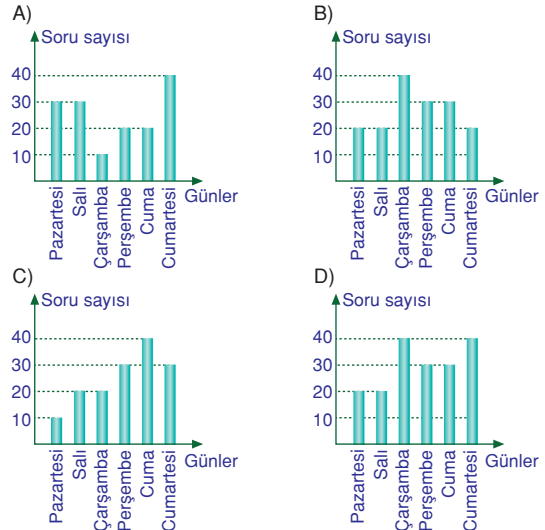 A)
Soru sayısı
40
30
20
10
Günler
Pazartesi
Salı
Çarşamba
Perşembe
Cuma
Cumartesi
B)
Soru sayısı
40
30
20
10
Günler
Pazartesi
Salı
Çarşamba
Perşembe
Cuma
Cumartesi
C)
Soru sayısı
40
30
20
10
Günler
Pazartesi
Salı
Çarşamba
Perşembe
Cuma
Cumartesi
D)
Soru sayısı
40
30
20
10
Günler
Pazartesi
Salı
Çarşamba
Perşembe
Cuma
Cumartesi